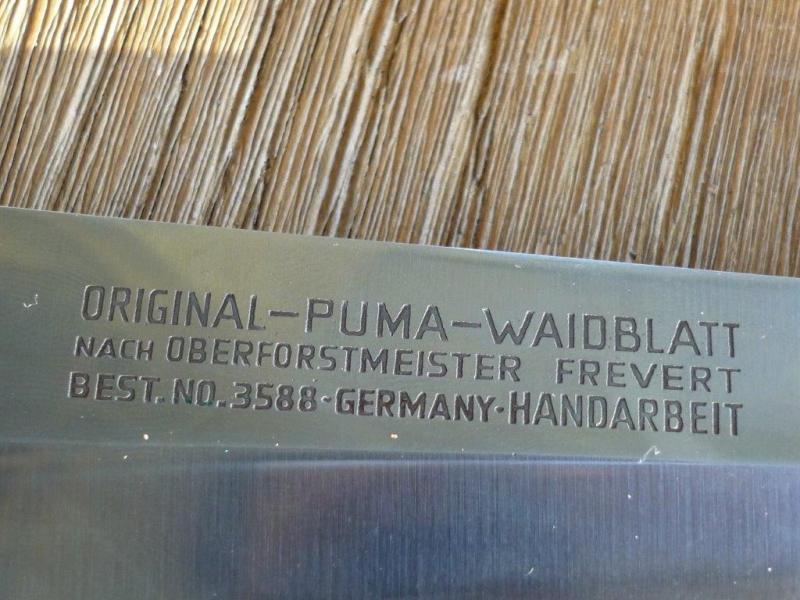 ORIGINAL-PUMA-WAIDBLATT
NACH OBERFORSTMEISTER FREVERT
BEST. NO. 3588·GERMANY·HANDARBEIT